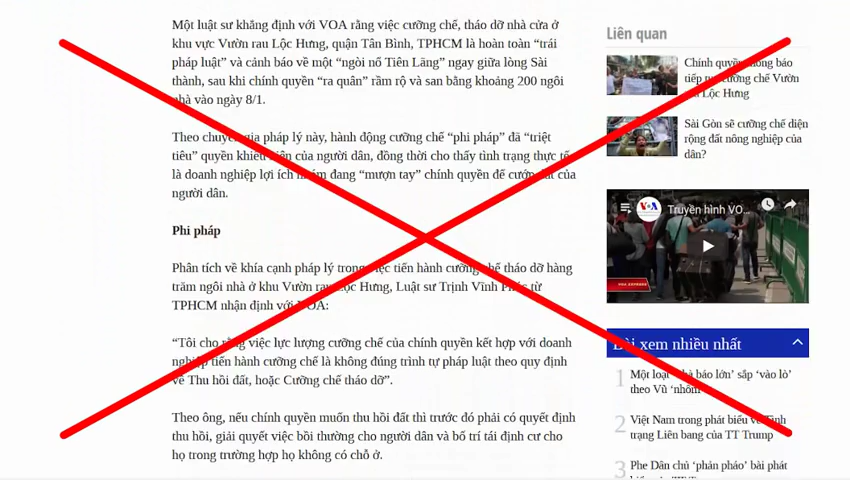 Một luật sư khẳng định với VOA rằng việc cưỡng chế, tháo dỡ nhà cửa ở
khu vực Vườn rau Lộc Hưng, quận Tân Bình, TPHCM là hoàn toàn “trái
pháp luật” và cảnh báo về một “ngòi nổ Tiên Lãng” ngay giữa lòng Sài
thành, sau khi chính quyền “ra quân” rầm rộ và san bằng khoảng 200 ngôi
nhà vào ngày 8/1.
Theo chuyên gia pháp lý này, hành động cưỡng chế “phi pháp” đã “triệt
tiêu” quyền khiếu kiện của người dân, đồng thời cho thấy tình trạng thực tế
là doanh nghiệp lợi ích nhóm đang “mượn tay” chính quyền để cướp đất của
người dân.
Phi pháp
Phân tích về khía cạnh pháp lý trong việc tiến hành cưỡng chế tháo dỡ hàng
trăm ngôi nhà ở khu Vườn rau Lộc Hưng, Luật sư Trịnh Vĩnh Phúc từ
TPHCM nhận định với VOA:
“Tôi cho rằng việc lực lượng cưỡng chế của chính quyền kết hợp với doanh
nghiệp tiến hành cưỡng chế là không đúng trình tự pháp luật theo quy định
về Thu hồi đất, hoặc Cưỡng chế tháo dỡ”.
Theo ông, nếu chính quyền muốn thu hồi đất thì trước đó phải có quyết định
thu hồi, giải quyết việc bồi thường cho người dân và bố trí tái định cư cho
họ trong trường hợp họ không có chỗ ở.
Liên quan
Chính quyền thông báo
tiếp tục cưỡng chế Vườn
rau Lộc Hưng
Sài Gòn sẽ cưỡng chế diện
rộng đất nông nghiệp của
dân?
VOA Truyền hình VO...
VOA EXPRESS
Bài xem nhiều nhất
1 Một loạt ‘nhà báo lớn’ sắp ‘vào lò’
theo Vũ ‘nhôm’
2 Việt Nam trong phát biểu về Tình
trạng Liên bang của TT Trump
3 Phe Dân chủ ‘phản pháo’ bài phát